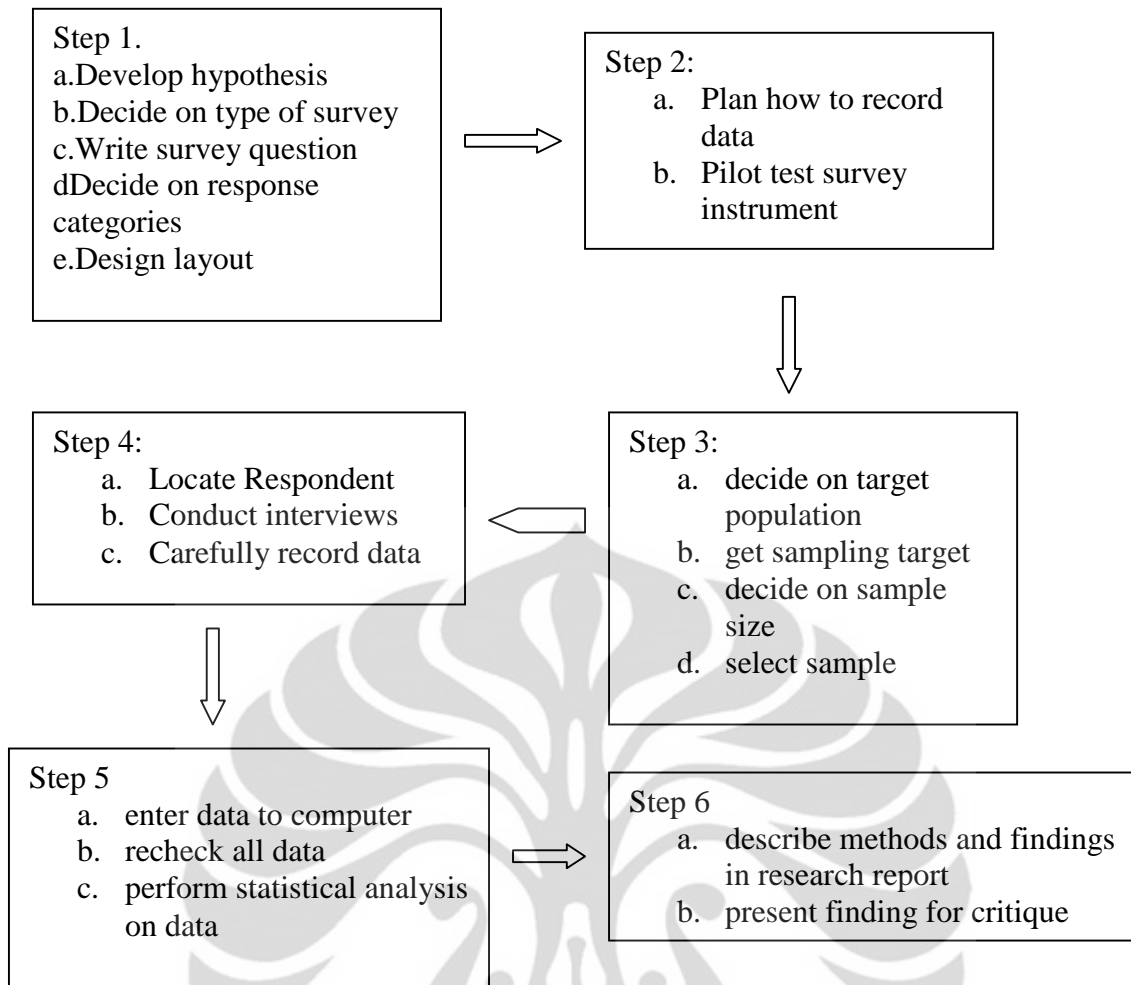 Step 1.
a.Develop hypothesis
b.Decide on type of survey
c.Write survey question
dDecide on response
categories
e.Design layout
Step 2:
a. Plan how to record
data
b. Pilot test survey
instrument
Step 3:
a. decide on target
population
b. get sampling target
c. decide on sample
size
d. select sample
Step 4:
a. Locate Respondent
b. Conduct interviews
c. Carefully record data
Step 5
a. enter data to computer
b. recheck all data
c. perform statistical analysis
on data
Step 6
a. describe methods and findings
in research report
b. present finding for critique